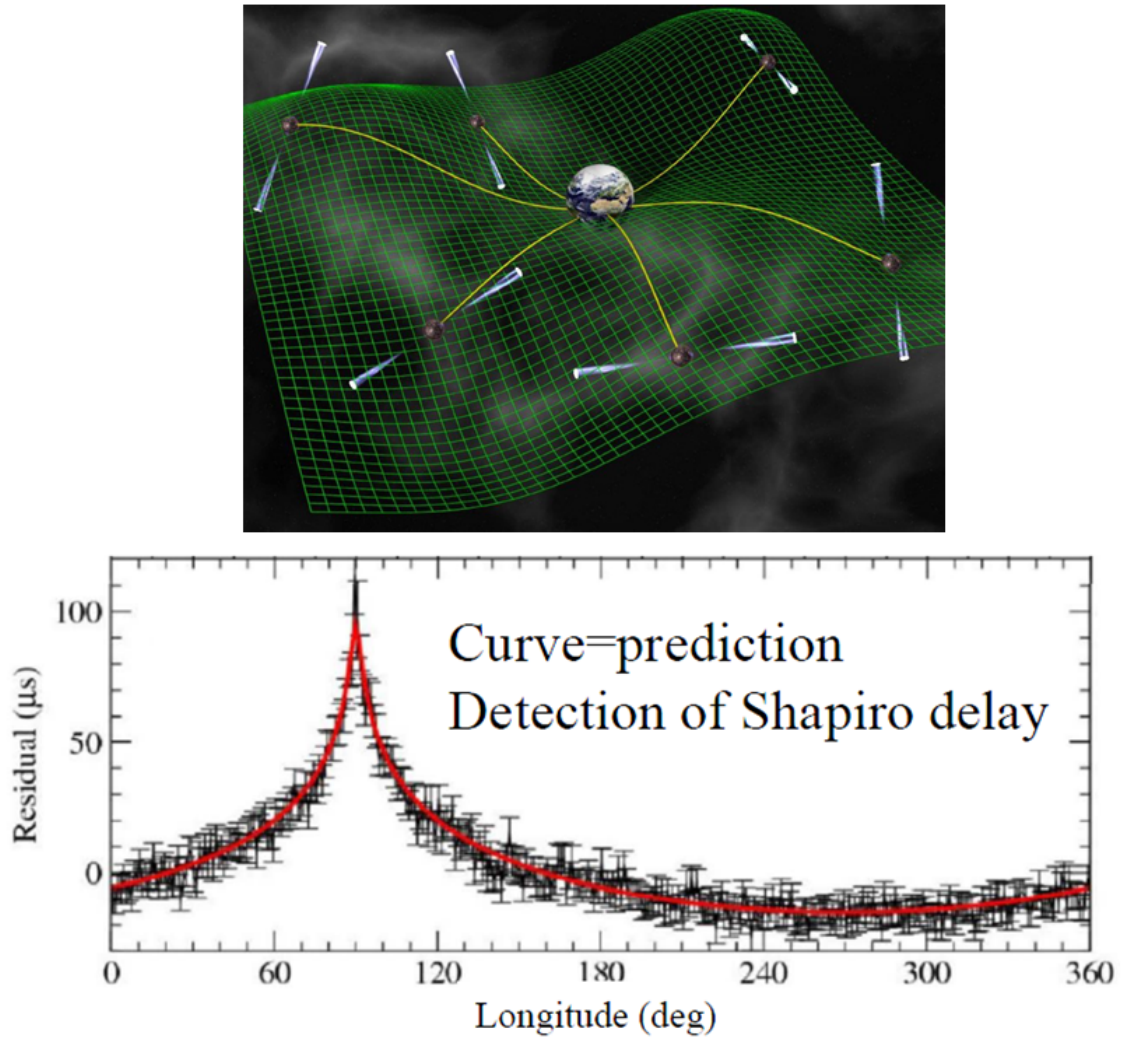 100
50
0
Residual (μs)
Curve=prediction
Detection of Shapiro delay
0 60 120 180 240 300 360
Longitude (deg)